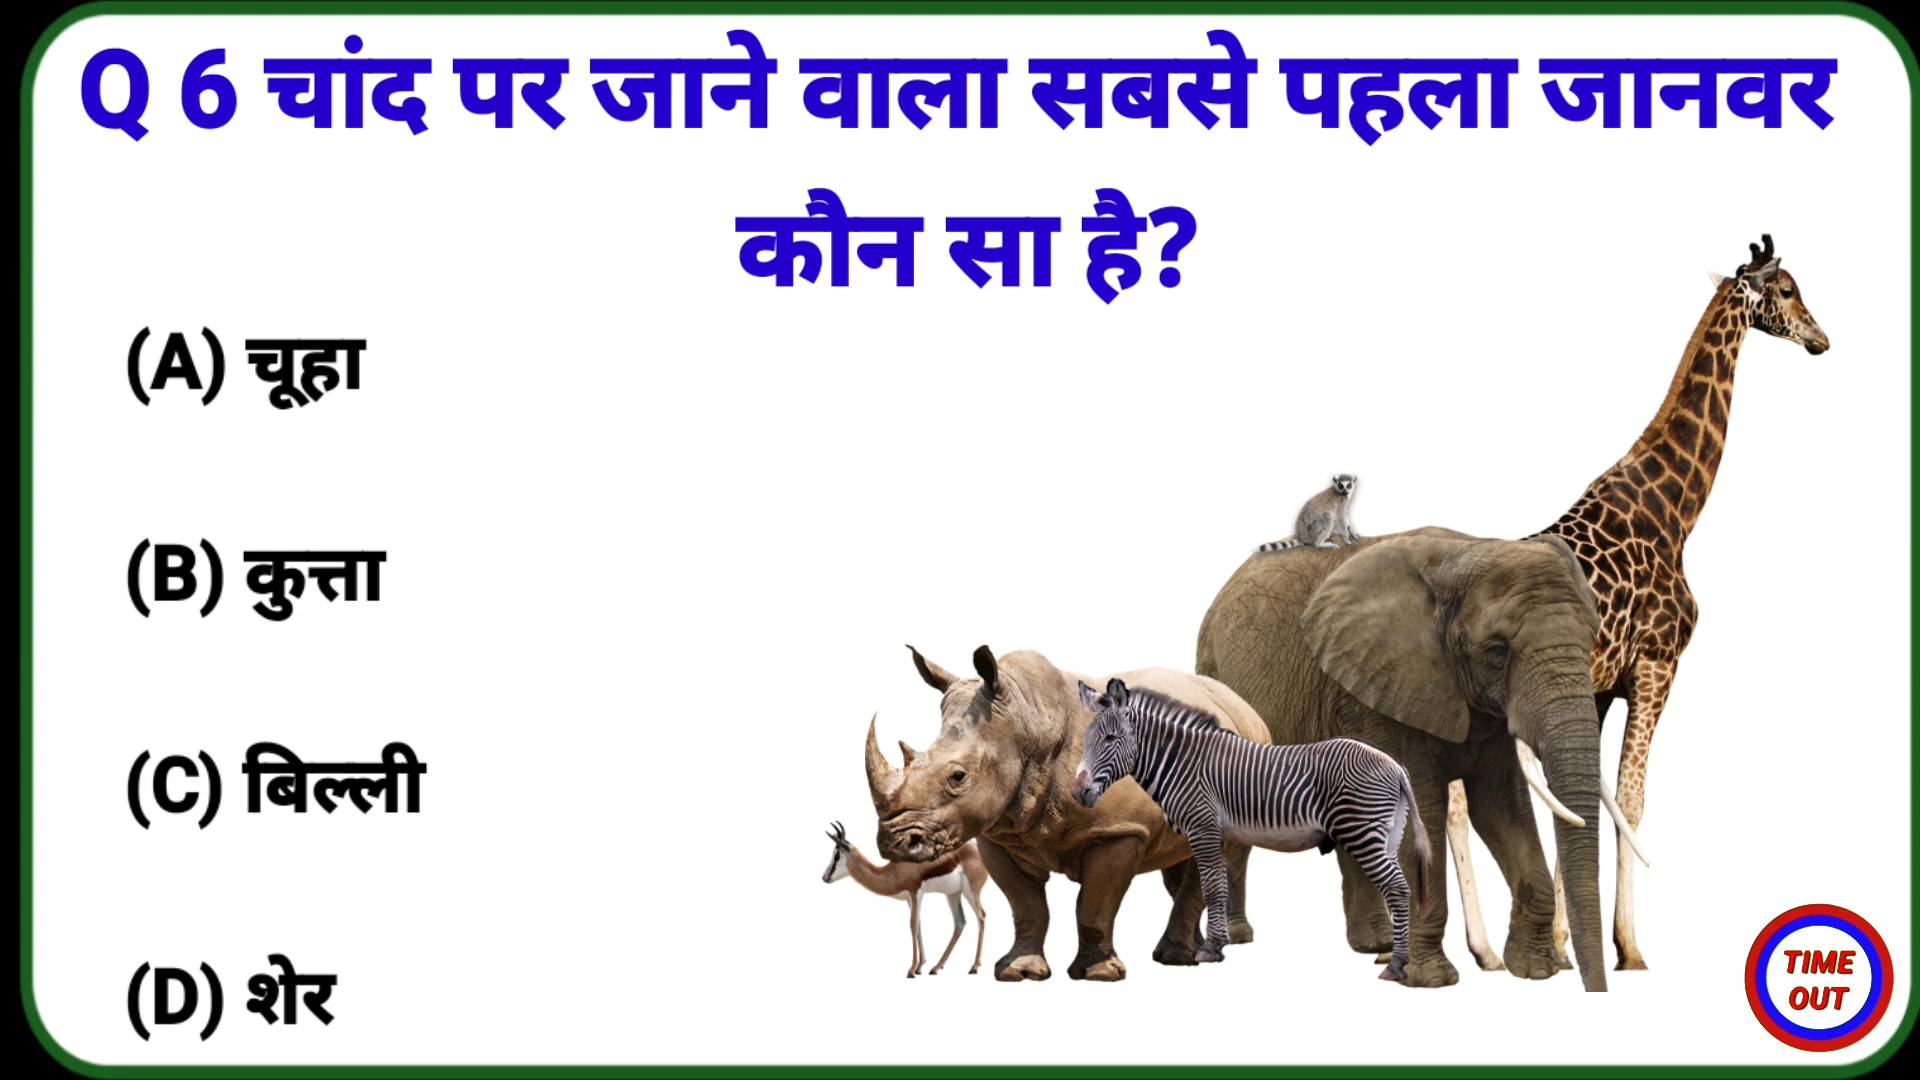 Q 6 चांद पर जाने वाला सबसे पहला जानवर
कौन सा है?
(A) चूहा
(B) कुत्ता
(C) बिल्ली
(D) शेर
TIME
OUT